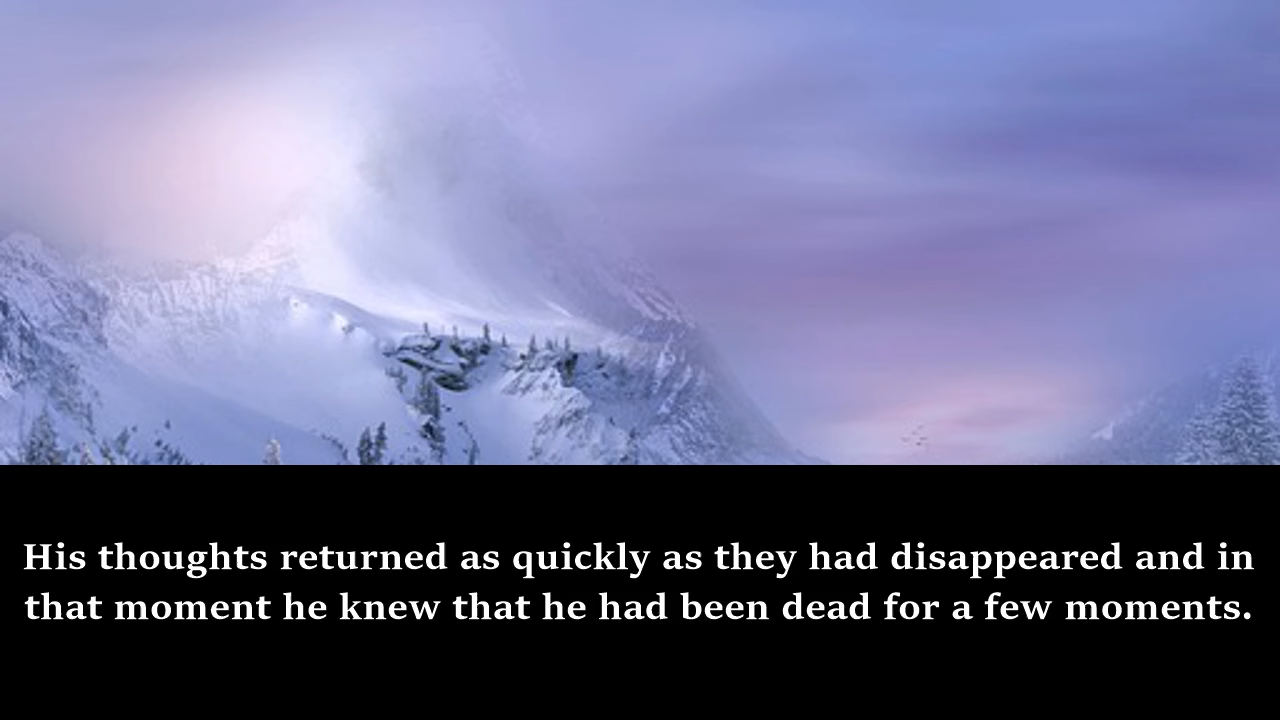 His thoughts returned as quickly as they had disappeared and in
that moment he knew that he had been dead for a few moments.